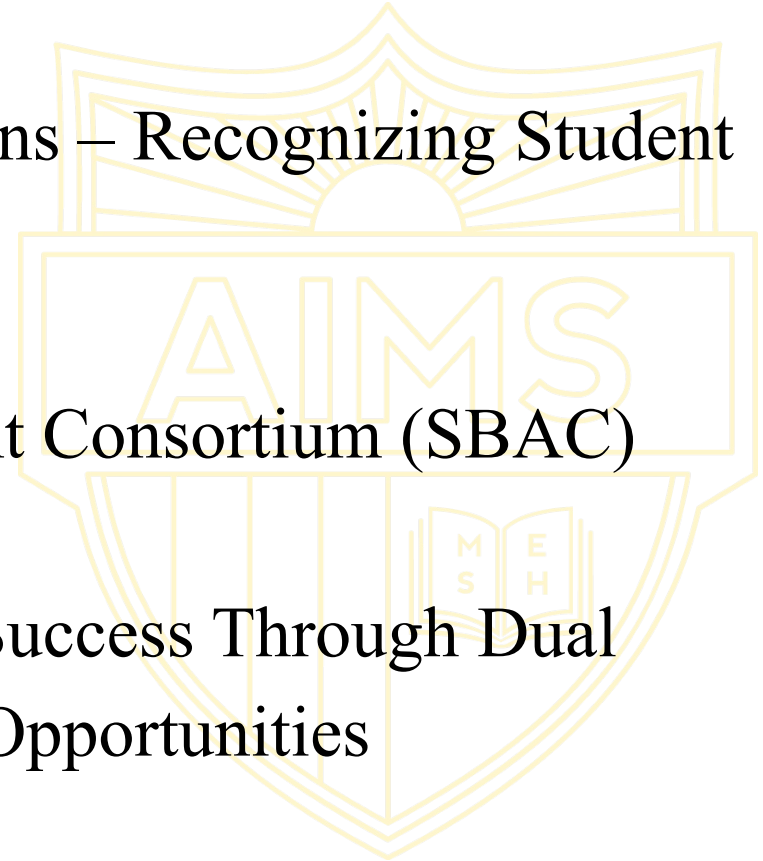 ns – Recognizing Student
AIMS
t Consortium (SBAC)
M E
S H
uccess Through Dual
Opportunities